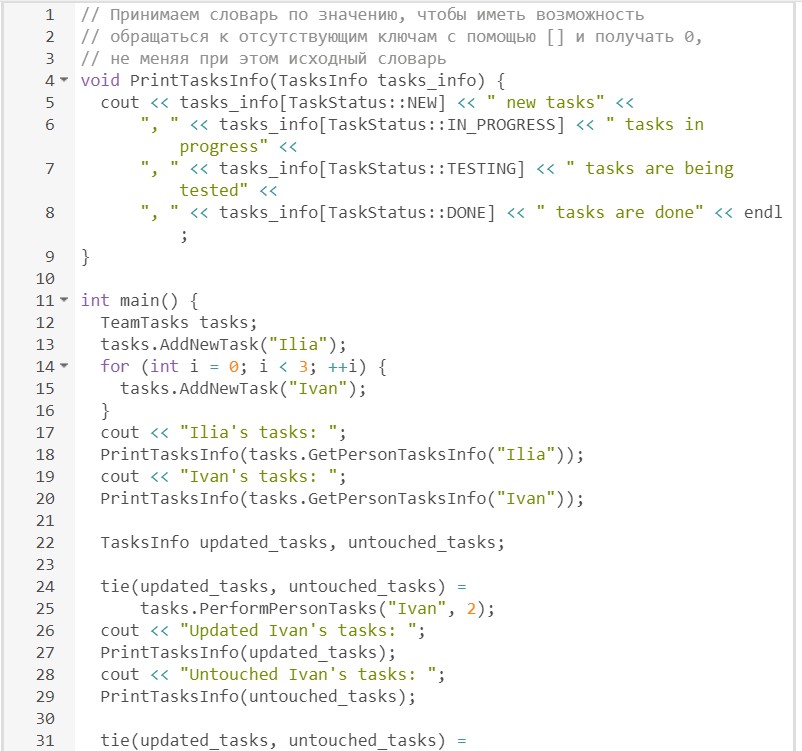 1 // Принимаем словарь по значению, чтобы иметь возможность
2 // обращаться к отсутствующим ключам с помощью [] и получать 0,
3 // не меняя при этом исходный словарь
4 void PrintTasksInfo(TasksInfo tasks_info) {
5   cout << tasks_info[TaskStatus::NEW] << " new tasks" <<
6       ", " << tasks_info[TaskStatus::IN_PROGRESS] << " tasks in
progress" <<
7       ", " << tasks_info[TaskStatus::TESTING] << " tasks are being
tested" <<
8       ", " << tasks_info[TaskStatus::DONE] << " tasks are done" << endl
;
9 }
10
11 int main() {
12   TeamTasks tasks;
13   tasks.AddNewTask("Ilia");
14   for (int i = 0; i < 3; ++i) {
15     tasks.AddNewTask("Ivan");
16   }
17   cout << "Ilia's tasks: ";
18   PrintTasksInfo(tasks.GetPersonTasksInfo("Ilia"));
19   cout << "Ivan's tasks: ";
20   PrintTasksInfo(tasks.GetPersonTasksInfo("Ivan"));
21
22   TasksInfo updated_tasks, untouched_tasks;
23
24   tie(updated_tasks, untouched_tasks) =
25       tasks.PerformPersonTasks("Ivan", 2);
26   cout << "Updated Ivan's tasks: ";
27   PrintTasksInfo(updated_tasks);
28   cout << "Untouched Ivan's tasks: ";
29   PrintTasksInfo(untouched_tasks);
30
31   tie(updated_tasks, untouched_tasks) =